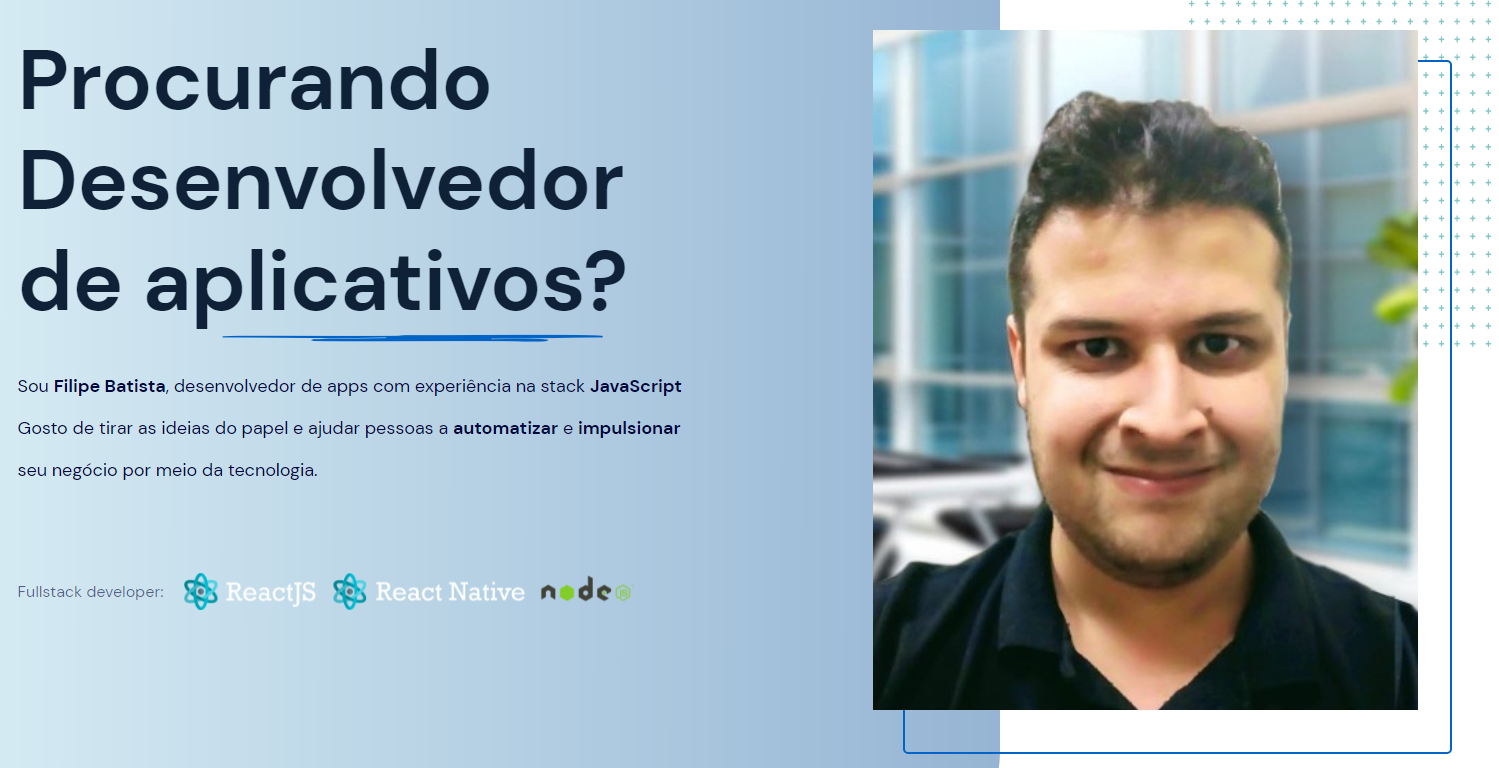 Procurando
Desenvolvedor
de aplicativos?
Sou Filipe Batista, desenvolvedor de apps com experiência na stack JavaScript
Gosto de tirar as ideias do papel e ajudar pessoas a automatizar e impulsionar
seu negócio por meio da tecnologia.
Fullstack developer: ReactJS React Native node